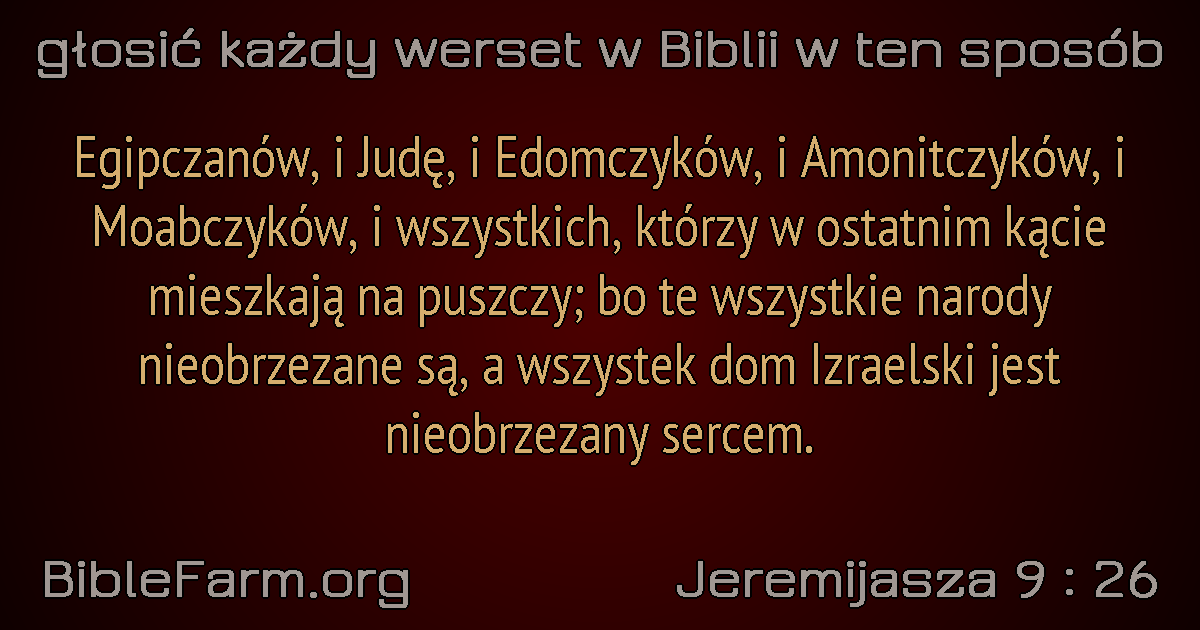 głosić każdy werset w Biblii w ten sposób
Egipczanów, i Judę, i Edomczyków, i Amonitczyków, i
Moabczyków, i wszystkich, którzy w ostatnim kącie
mieszkają na puszczy; bo te wszystkie narody
nieobrzezane są, a wszystek dom Izraelski jest
nieobrzezany sercem.
BibleFarm.org
Jeremijasza 9 : 26